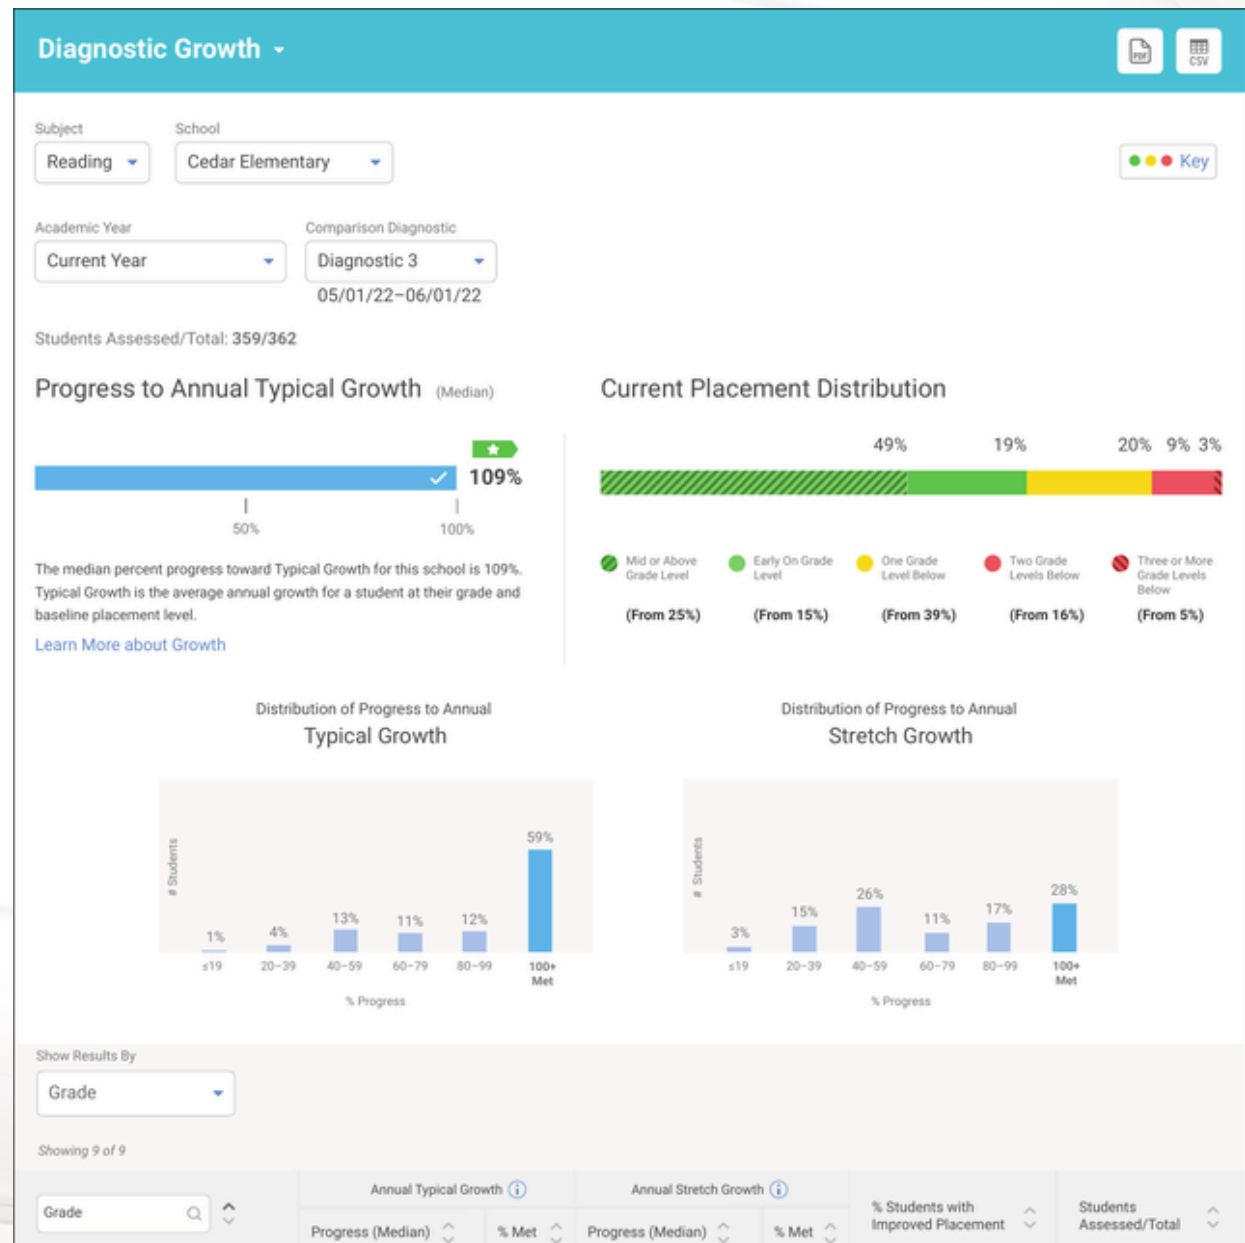 Diagnostic Growth
PDF
CSV
Subject
School
Reading
Cedar Elementary
Key
Academic Year
Comparison Diagnostic
Current Year
Diagnostic 3
05/01/22–06/01/22
Students Assessed/Total: 359/362
Progress to Annual Typical Growth (Median)
109%
50%
100%
The median percent progress toward Typical Growth for this school is 109%.
Typical Growth is the average annual growth for a student at their grade and
baseline placement level.
Learn More about Growth
Current Placement Distribution
49% 19% 20% 9% 3%
Mid or Above
Grade Level
(From 25%)
Early On Grade
Level
(From 15%)
One Grade
Level Below
(From 39%)
Two Grade
Levels Below
(From 16%)
Three or More
Grade Levels
Below
(From 5%)
Distribution of Progress to Annual
Typical Growth
# Students
1% 4% 13% 11% 12% 59%
≤19 20–39 40–59 60–79 80–99 100+
Met
% Progress
Distribution of Progress to Annual
Stretch Growth
# Students
3% 15% 26% 11% 17% 28%
≤19 20–39 40–59 60–79 80–99 100+
Met
% Progress
Show Results By
Grade
Showing 9 of 9
Grade
Annual Typical Growth
Progress (Median)
% Met
Annual Stretch Growth
Progress (Median)
% Met
% Students with
Improved Placement
Students
Assessed/Total